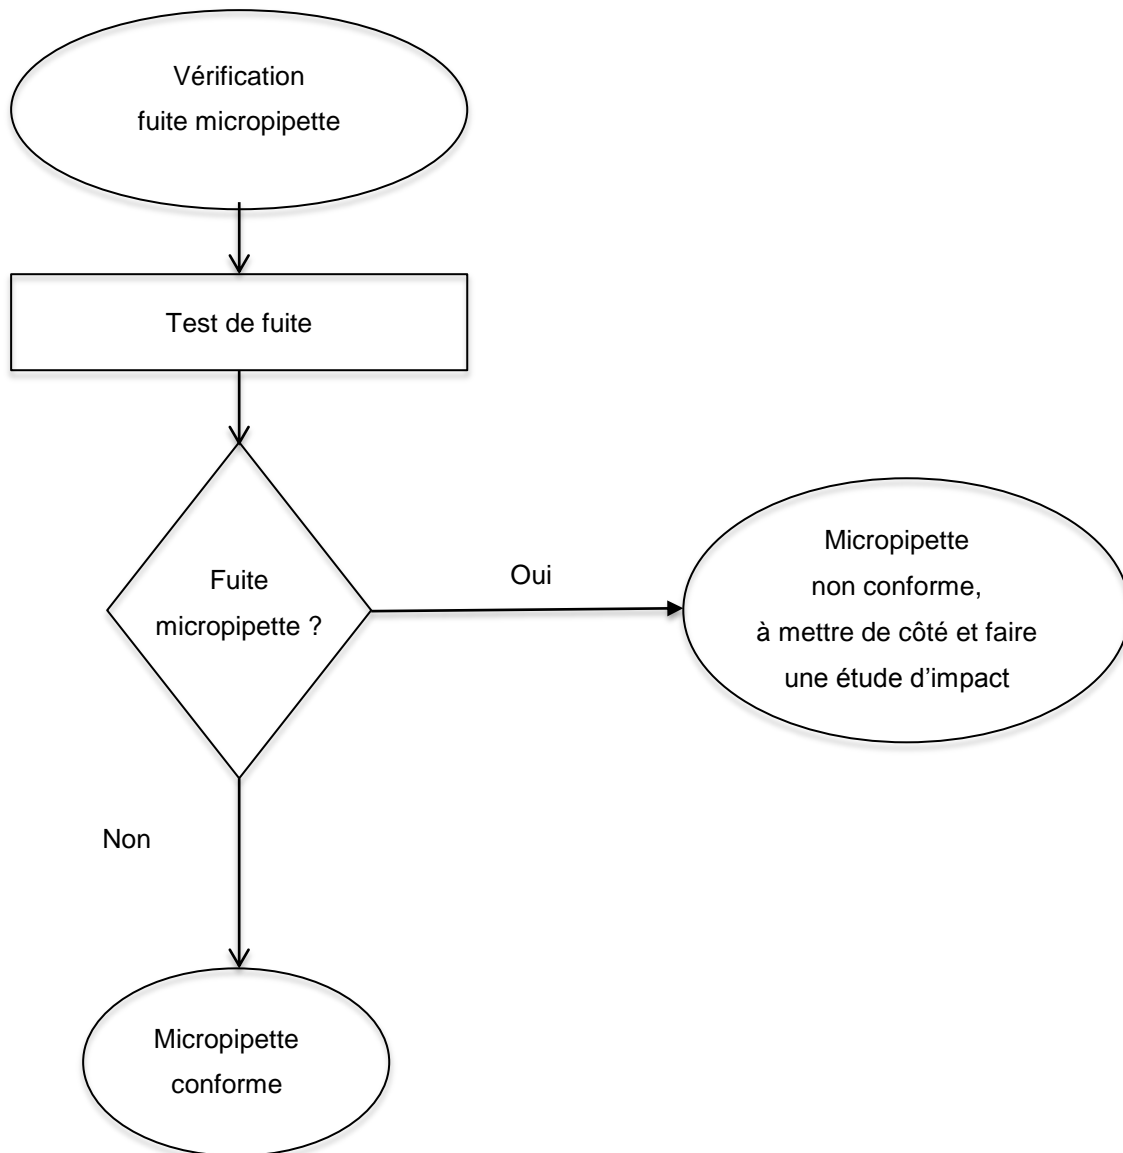 Vérification
fuite micropipette
Test de fuite
Fuite
micropipette ?
Oui
Micropipette
non conforme,
à mettre de côté et faire
une étude d’impact
Non
Micropipette
conforme